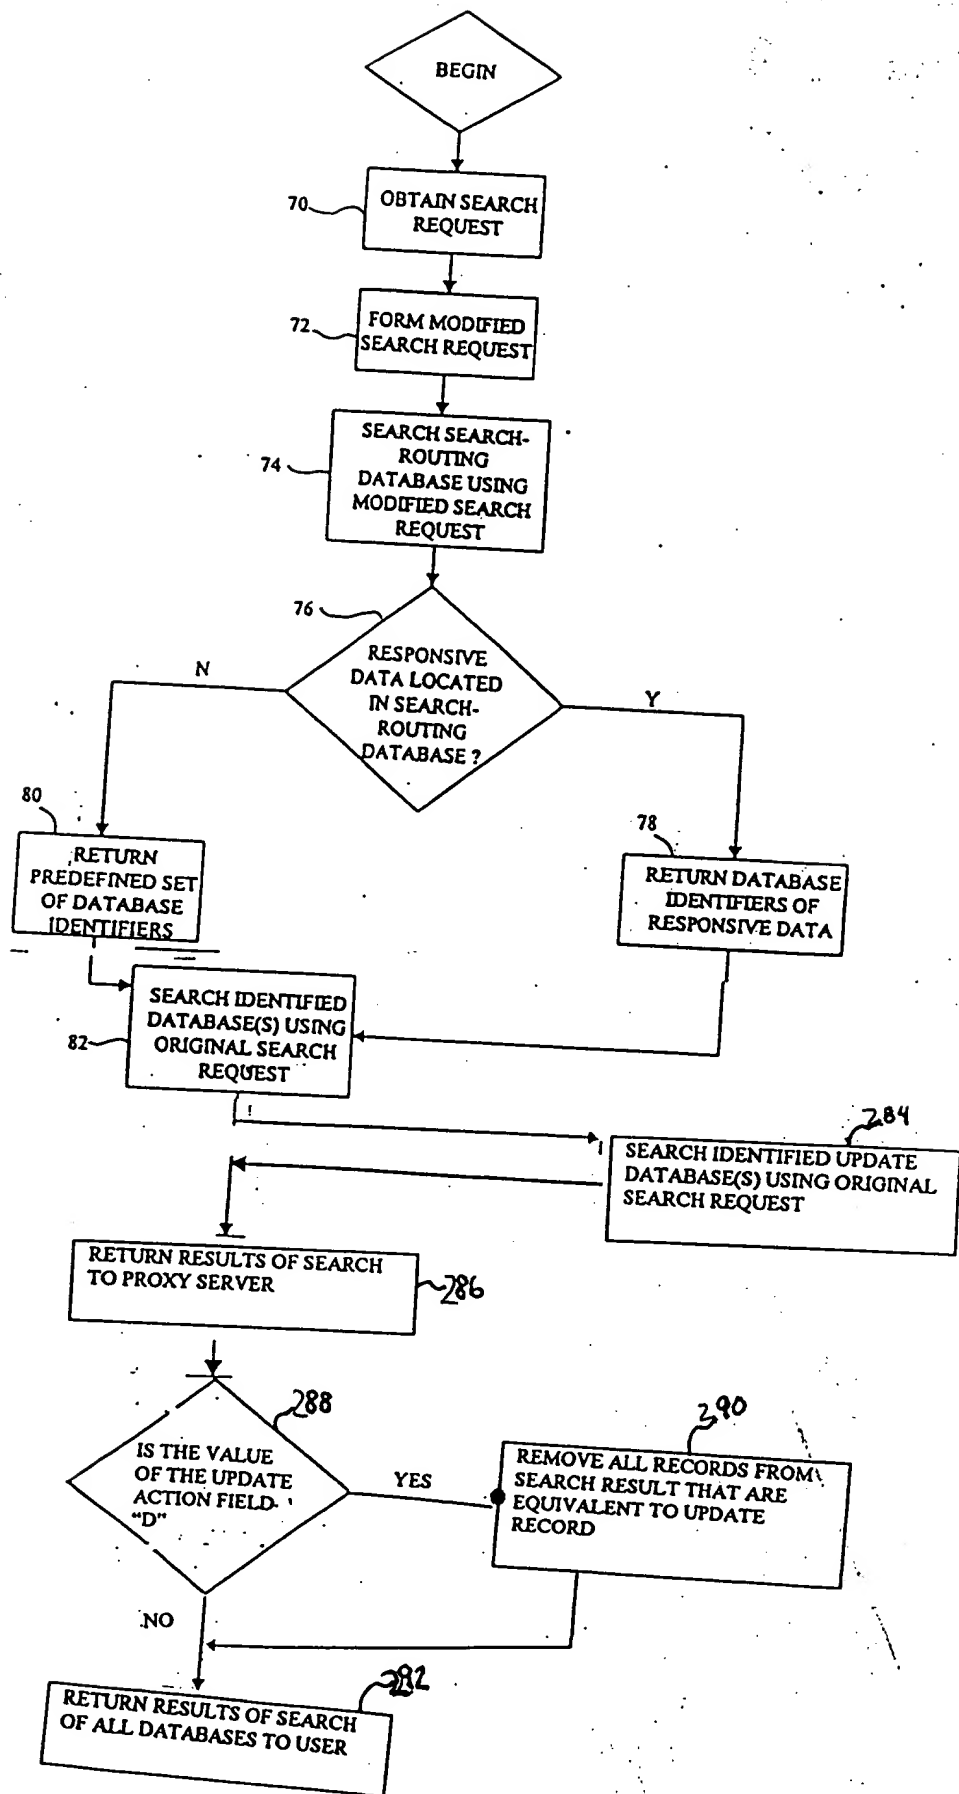 BEGIN
70
OBTAIN SEARCH
REQUEST
72
FORM MODIFIED
SEARCH REQUEST
74
SEARCH SEARCH-
ROUTING
DATABASE USING
MODIFIED SEARCH
REQUEST
76
RESPONSIVE
DATA LOCATED
IN SEARCH-
ROUTING
DATABASE ?
N
Y
80
RETURN
PREDEFINED SET
OF DATABASE
IDENTIFIERS
78
RETURN DATABASE
IDENTIFIERS OF
RESPONSIVE DATA
82
SEARCH IDENTIFIED
DATABASE(S) USING
ORIGINAL SEARCH
REQUEST
284
SEARCH IDENTIFIED UPDATE
DATABASE(S) USING ORIGINAL
SEARCH REQUEST
RETURN RESULTS OF SEARCH
TO PROXY SERVER
286
288
IS THE VALUE
OF THE UPDATE
ACTION FIELD-
"D"
YES
NO
290
REMOVE ALL RECORDS FROM
SEARCH RESULT THAT ARE
EQUIVALENT TO UPDATE
RECORD
292
RETURN RESULTS OF SEARCH
OF ALL DATABASES TO USER